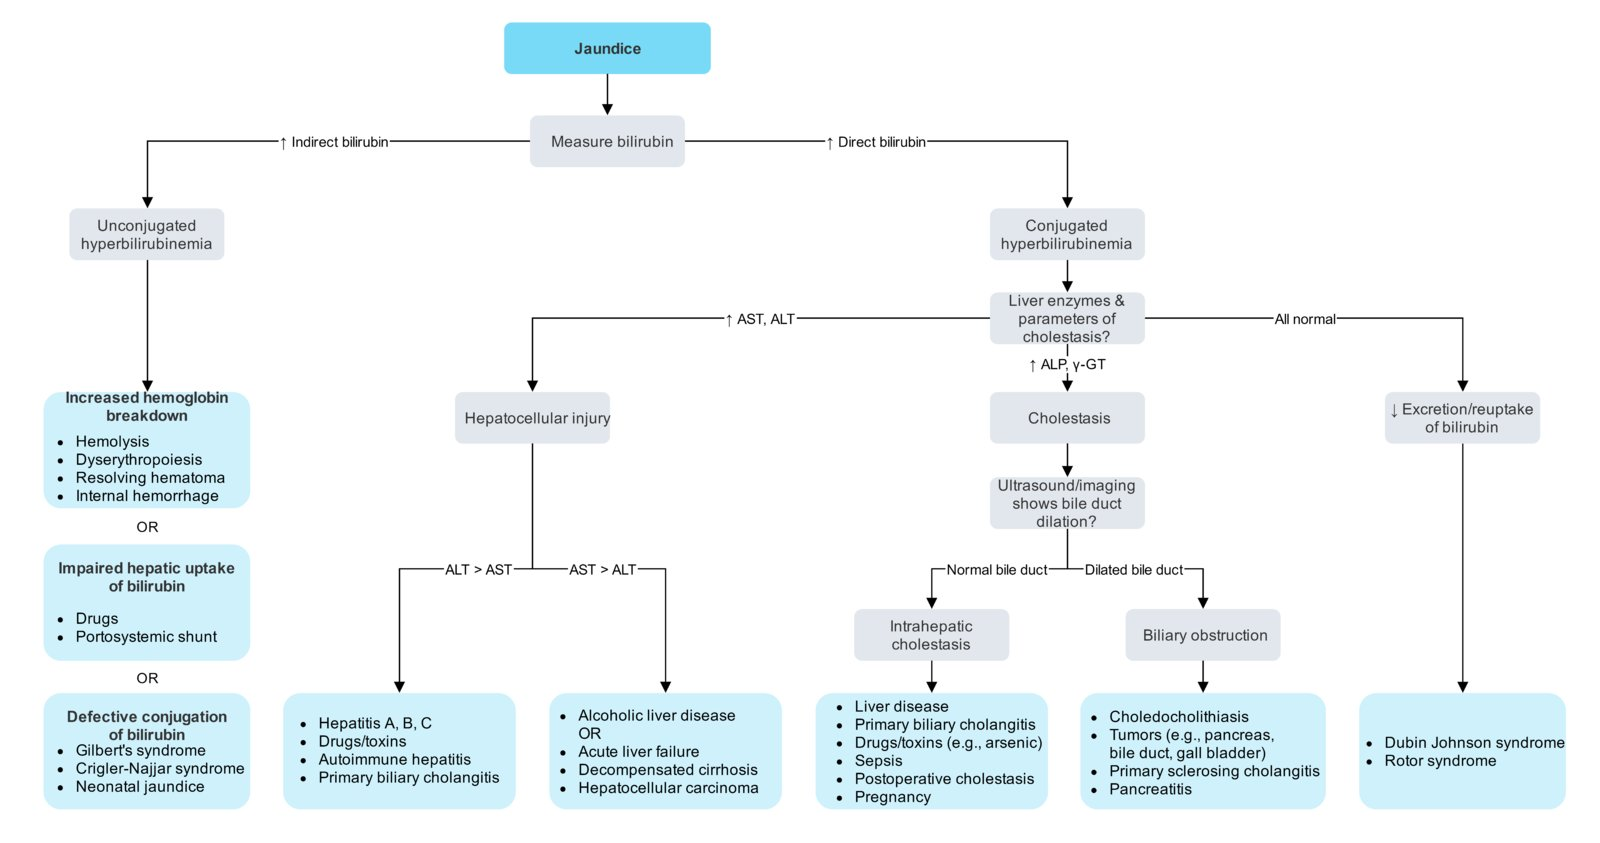 Jaundice
Measure bilirubin
↑ Indirect bilirubin
↑ Direct bilirubin
Unconjugated
hyperbilirubinemia
Conjugated
hyperbilirubinemia
Liver enzymes &
parameters of
cholestasis?
↑ AST, ALT
All normal
↑ ALP, γ-GT
Increased hemoglobin
breakdown
• Hemolysis
• Dyserythropoiesis
• Resolving hematoma
• Internal hemorrhage
OR
Impaired hepatic uptake
of bilirubin
• Drugs
• Portosystemic shunt
OR
Defective conjugation
of bilirubin
• Gilbert's syndrome
• Crigler-Najjar syndrome
• Neonatal jaundice
Hepatocellular injury
ALT > AST
AST > ALT
• Hepatitis A, B, C
• Drugs/toxins
• Autoimmune hepatitis
• Primary biliary cholangitis
• Alcoholic liver disease
OR
• Acute liver failure
• Decompensated cirrhosis
• Hepatocellular carcinoma
Cholestasis
Ultrasound/imaging
shows bile duct
dilation?
Normal bile duct
Dilated bile duct
Intrahepatic
cholestasis
Biliary obstruction
• Liver disease
• Primary biliary cholangitis
• Drugs/toxins (e.g., arsenic)
• Sepsis
• Postoperative cholestasis
• Pregnancy
• Choledocholithiasis
• Tumors (e.g., pancreas,
bile duct, gall bladder)
• Primary sclerosing cholangitis
• Pancreatitis
↓ Excretion/reuptake
of bilirubin
• Dubin Johnson syndrome
• Rotor syndrome